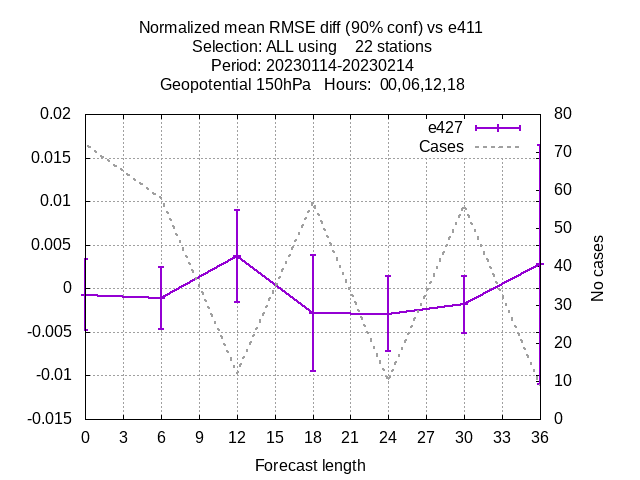 Normalized mean RMSE diff (90% conf) vs e411
Selection: ALL using    22 stations
Period: 20230114-20230214
Geopotential 150hPa   Hours:  00,06,12,18
e427
Cases
0.02
0.015
0.01
0.005
0
-0.005
-0.01
-0.015
80
70
60
50
40
30
20
10
0
No cases
0 3 6 9 12 15 18 21 24 27 30 33 36
Forecast length